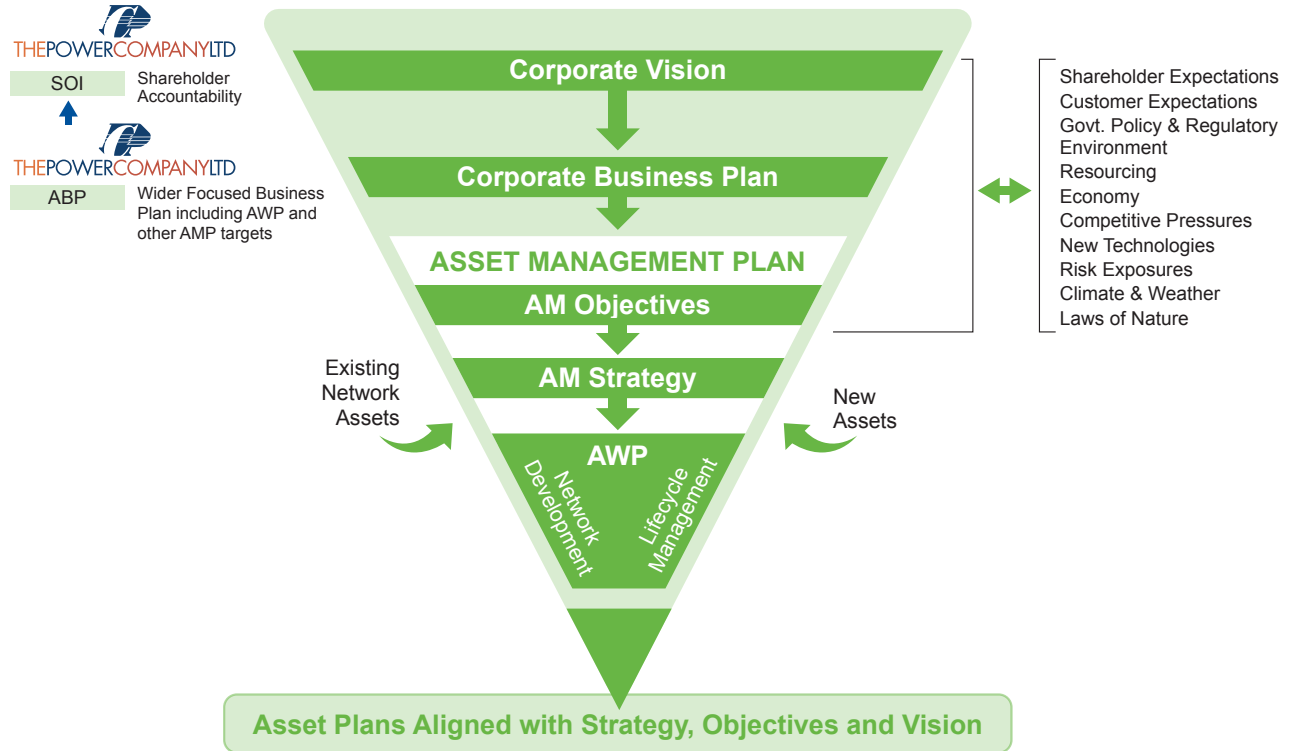 THEPOWERCOMPANYLTD
SOI
Shareholder
Accountability
THEPOWERCOMPANYLTD
ABP
Wider Focused Business
Plan including AWP and
other AMP targets
Corporate Vision
Corporate Business Plan
ASSET MANAGEMENT PLAN
AM Objectives
AM Strategy
AWP
Network
Development
Lifecycle
Management
Existing
Network
Assets
New
Assets
Shareholder Expectations
Customer Expectations
Govt. Policy & Regulatory
Environment
Resourcing
Economy
Competitive Pressures
New Technologies
Risk Exposures
Climate & Weather
Laws of Nature
Asset Plans Aligned with Strategy, Objectives and Vision